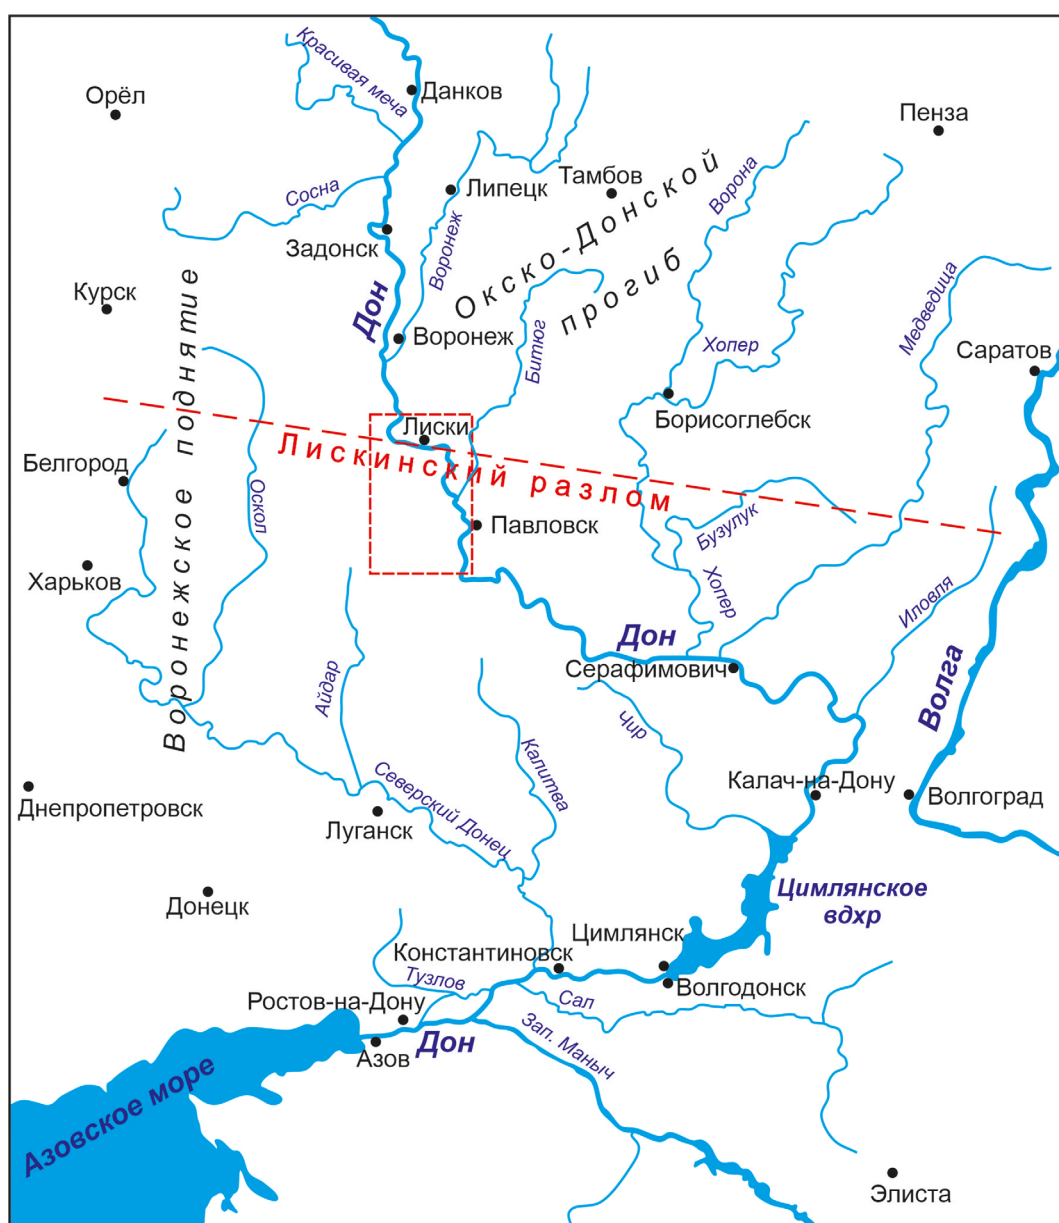 Красивая меча
Данков
Орёл
Пенза
Сосна
Липецк
Тамбов
Ворона
Задонск
Воронеж
Окско-Донской
прогиб
Курск
Дон
Воронеж
Битюг
Хопер
Медведица
Саратов
Воронежское поднятие
Лиски
Борисоглебск
Белгород
Оскол
Лискинский разлом
Павловск
Бузулук
Харьков
Хопер
Иловля
Дон
Серафимович
Волга
Айдар
Чир
Капитва
Калач-на-Дону
Волгоград
Днепропетровск
Северский Донец
Луганск
Донецк
Цимлянское
вдхр
Цимлянск
Константиновск
Тузлов
Волгодонск
Ростов-на-Дону
Сал
Дон
Зап. Маныч
Азов
Азовское море
Элиста